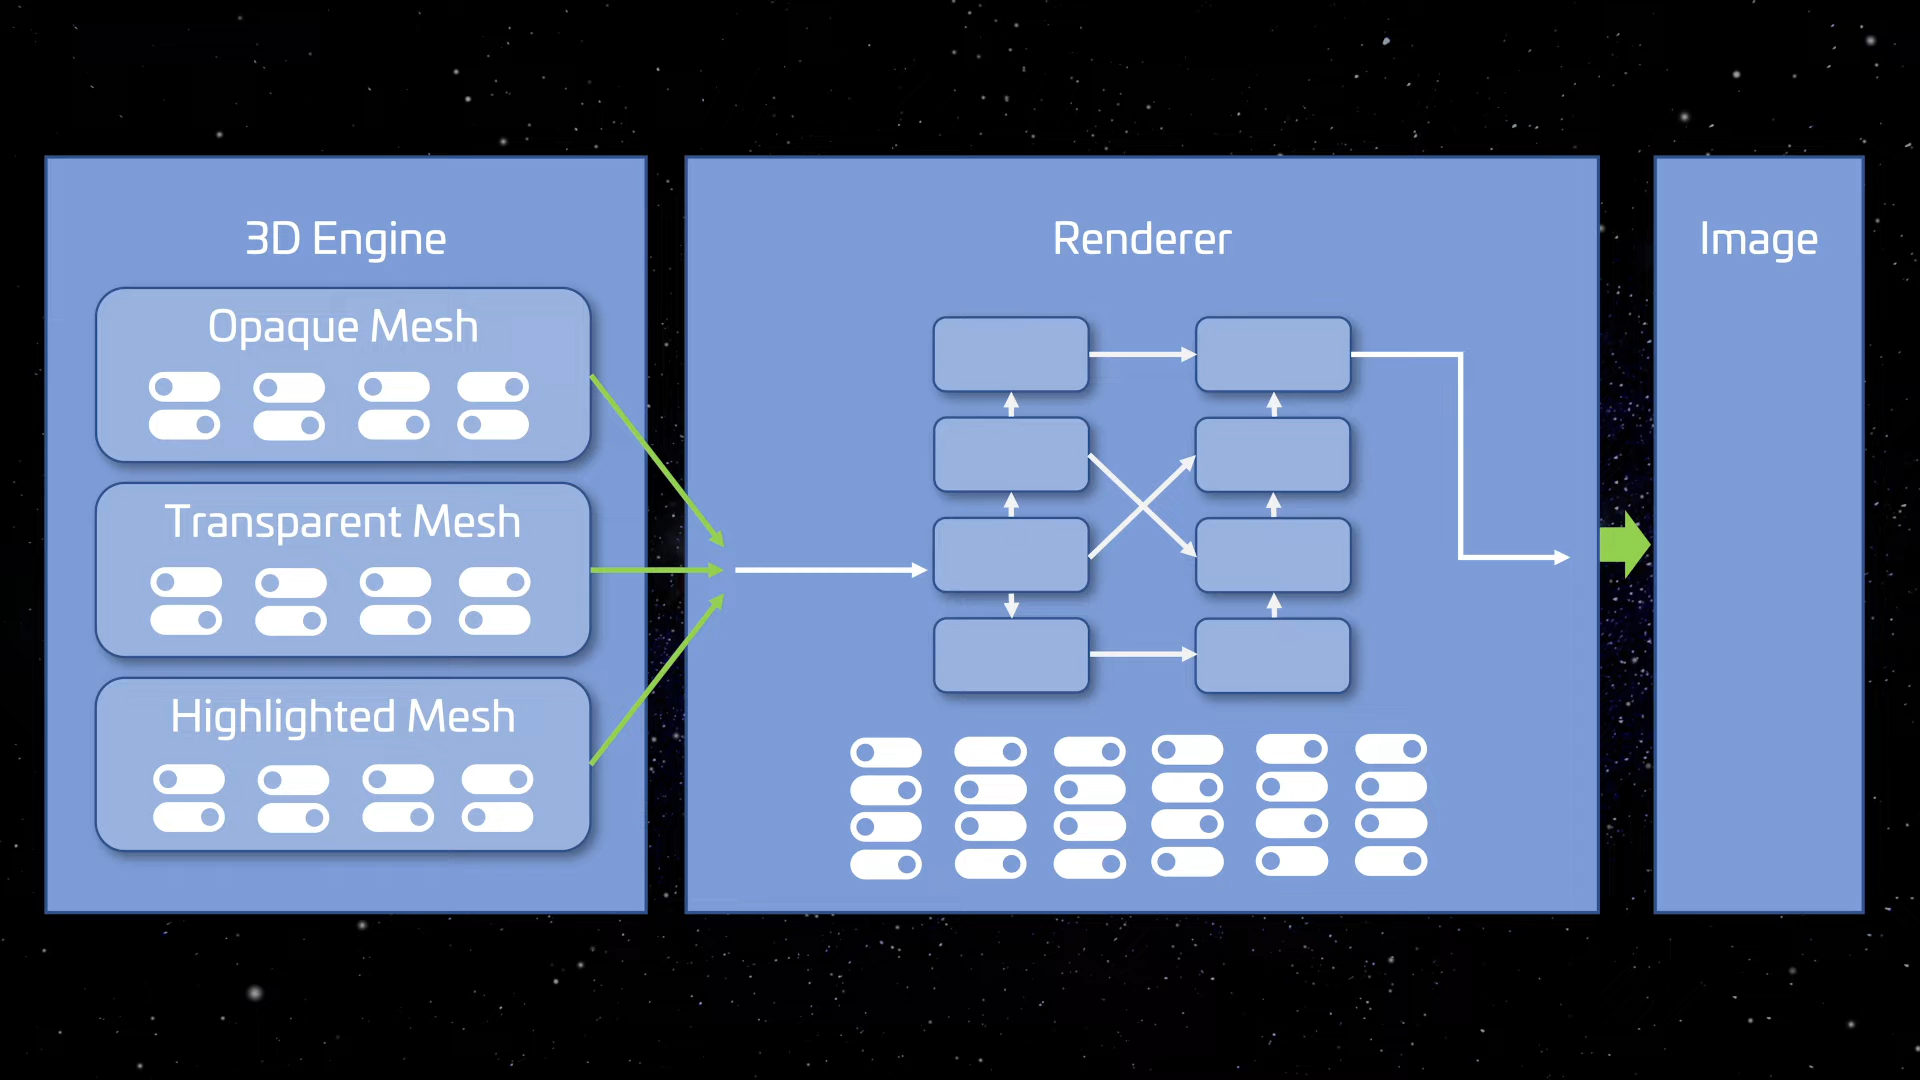 3D Engine
Opaque Mesh
Transparent Mesh
Highlighted Mesh
Renderer
Image